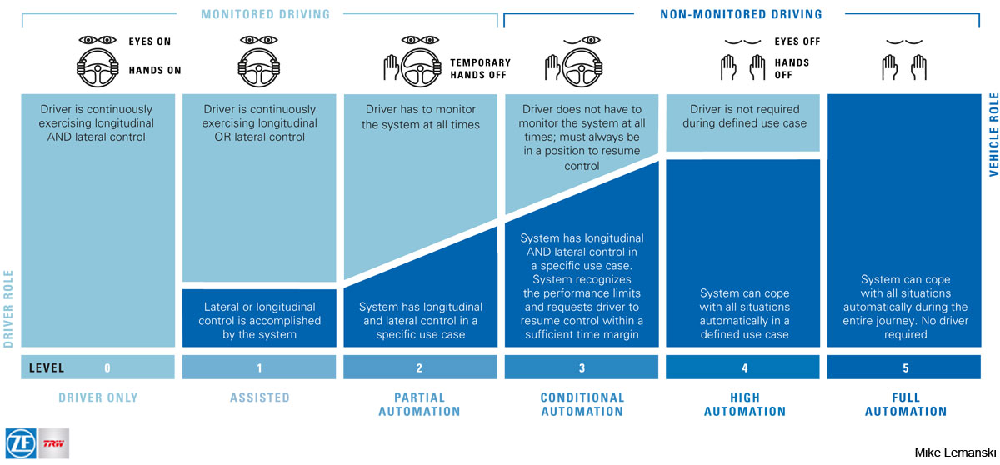 MONITORED DRIVING
NON-MONITORED DRIVING
EYES ON
HANDS ON
TEMPORARY
HANDS OFF
EYES OFF
HANDS
OFF
Driver is continuously
exercising longitudinal
AND lateral control
Driver is continuously
exercising longitudinal
OR lateral control
Driver has to monitor
the system at all times
Driver does not have to
monitor the system at all
times; must always be
in a position to resume
control
Driver is not required
during defined use case
VEHICLE ROLE
DRIVER ROLE
Lateral or longitudinal
control is accomplished
by the system
System has longitudinal
and lateral control in a
specific use case
System has longitudinal
AND lateral control in
a specific use case.
System recognizes
the performance limits
and requests driver to
resume control within a
sufficient time margin
System can cope
with all situations
automatically in a
defined use case
System can cope
with all situations
automatically during the
entire journey. No driver
required
LEVEL 0 1 2 3 4 5
DRIVER ONLY
ASSISTED
PARTIAL
AUTOMATION
CONDITIONAL
AUTOMATION
HIGH
AUTOMATION
FULL
AUTOMATION
ZF
TRW
Mike Lemanski